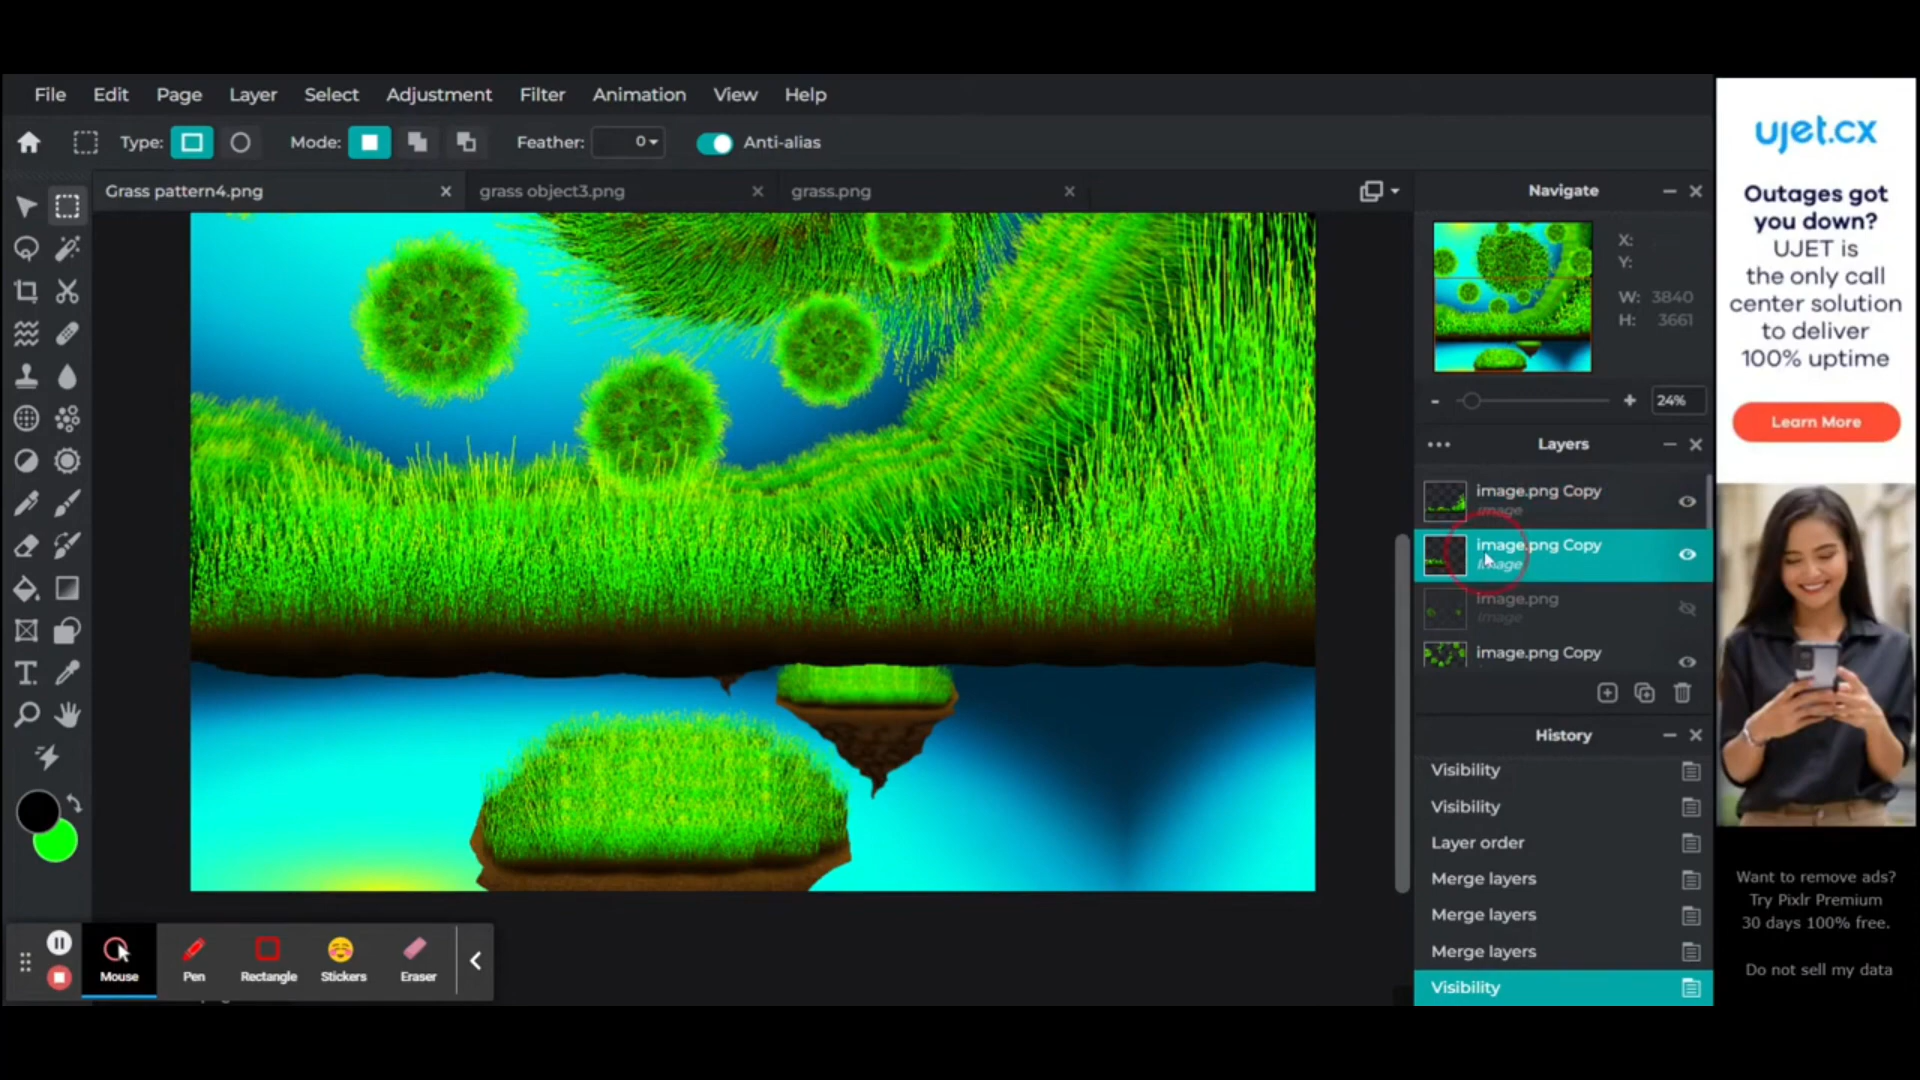 File Edit Page Layer Select Adjustment Filter Animation View Help
Type: Mode: Feather: 0 Anti-alias
Grass pattern4.png grass object3.png grass.png
Navigate
X:
Y:
W: 3840
H: 3661
24%
Layers
image.png Copy
Image
image.png Copy
Image
image.png
Image
image.png Copy
History
Visibility
Visibility
Layer order
Merge layers
Merge layers
Merge layers
Visibility
Mouse Pen Rectangle Stickers Eraser
ujet.cx
Outages got
you down?
UJET is
the only call
center solution
to deliver
100% uptime
Learn More
Want to remove ads?
Try Pixlr Premium
30 days 100% free.
Do not sell my data